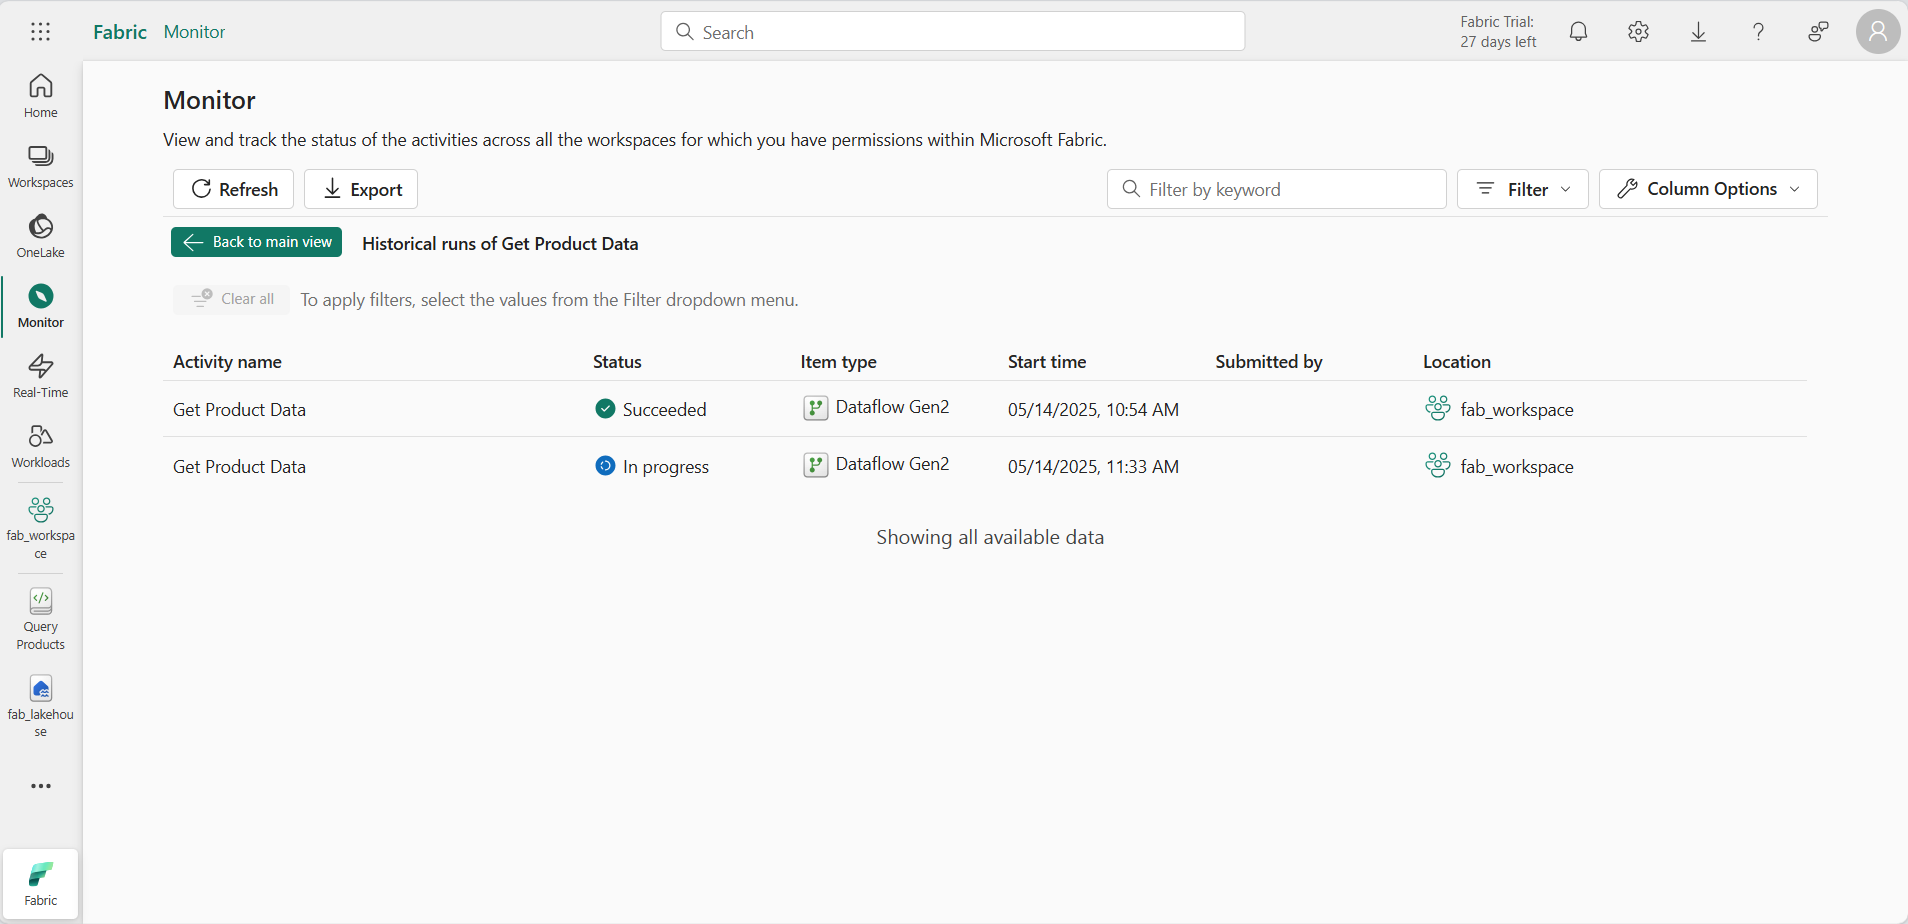 Fabric Monitor
Search
Fabric Trial:
27 days left
Home
Workspaces
OneLake
Monitor
Real-Time
Workloads
fab_workspa
ce
Query
Products
fab_lakehou
se
Fabric
Monitor
View and track the status of the activities across all the workspaces for which you have permissions within Microsoft Fabric.
Refresh Export Filter by keyword Filter Column Options
Back to main view Historical runs of Get Product Data
Clear all To apply filters, select the values from the Filter dropdown menu.
Activity name Status Item type Start time Submitted by Location
Get Product Data Succeeded Dataflow Gen2 05/14/2025, 10:54 AM fab_workspace
Get Product Data In progress Dataflow Gen2 05/14/2025, 11:33 AM fab_workspace
Showing all available data